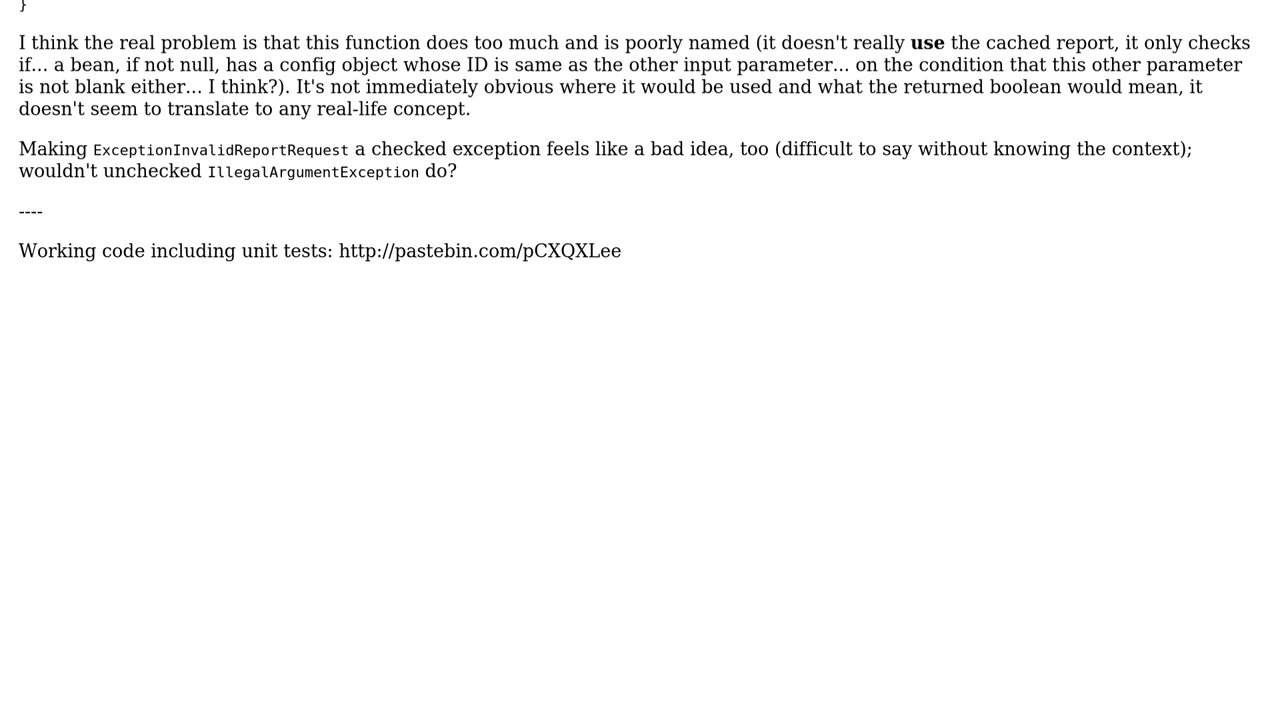 }
I think the real problem is that this function does too much and is poorly named (it doesn't really use the cached report, it only checks
if... a bean, if not null, has a config object whose ID is same as the other input parameter... on the condition that this other parameter
is not blank either... I think?). It's not immediately obvious where it would be used and what the returned boolean would mean, it
doesn't seem to translate to any real-life concept.
Making ExceptionInvalidReportRequest a checked exception feels like a bad idea, too (difficult to say without knowing the context);
wouldn't unchecked IllegalArgumentException do?
----
Working code including unit tests: http://pastebin.com/pCXQXLee